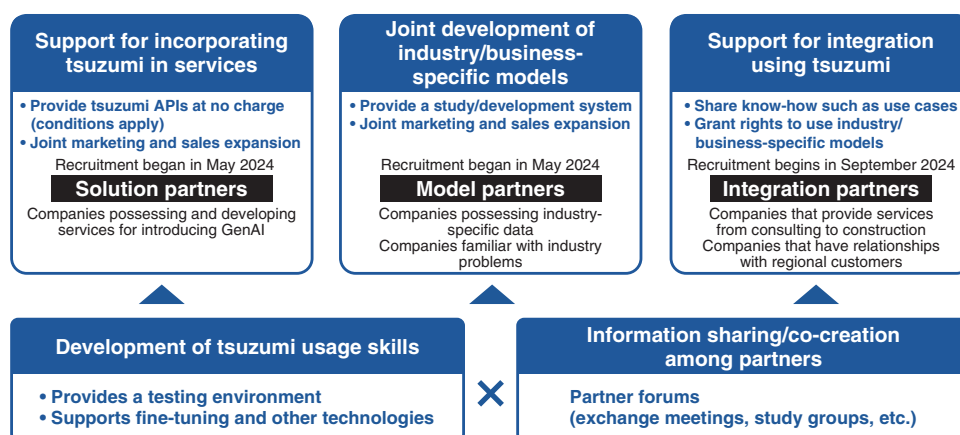 Support for incorporating
tsuzumi in services
• Provide tsuzumi APIs at no charge
(conditions apply)
• Joint marketing and sales expansion
Recruitment began in May 2024
Solution partners
Companies possessing and developing
services for introducing GenAI
Joint development of
industry/business-
specific models
• Provide a study/development system
• Joint marketing and sales expansion
Recruitment began in May 2024
Model partners
Companies possessing industry-
specific data
Companies familiar with industry
problems
Support for integration
using tsuzumi
• Share know-how such as use cases
• Grant rights to use industry/
business-specific models
Recruitment begins in September 2024
Integration partners
Companies that provide services
from consulting to construction
Companies that have relationships
with regional customers
Development of tsuzumi usage skills
• Provides a testing environment
• Supports fine-tuning and other technologies
×
Information sharing/co-creation
among partners
Partner forums
(exchange meetings, study groups, etc.)